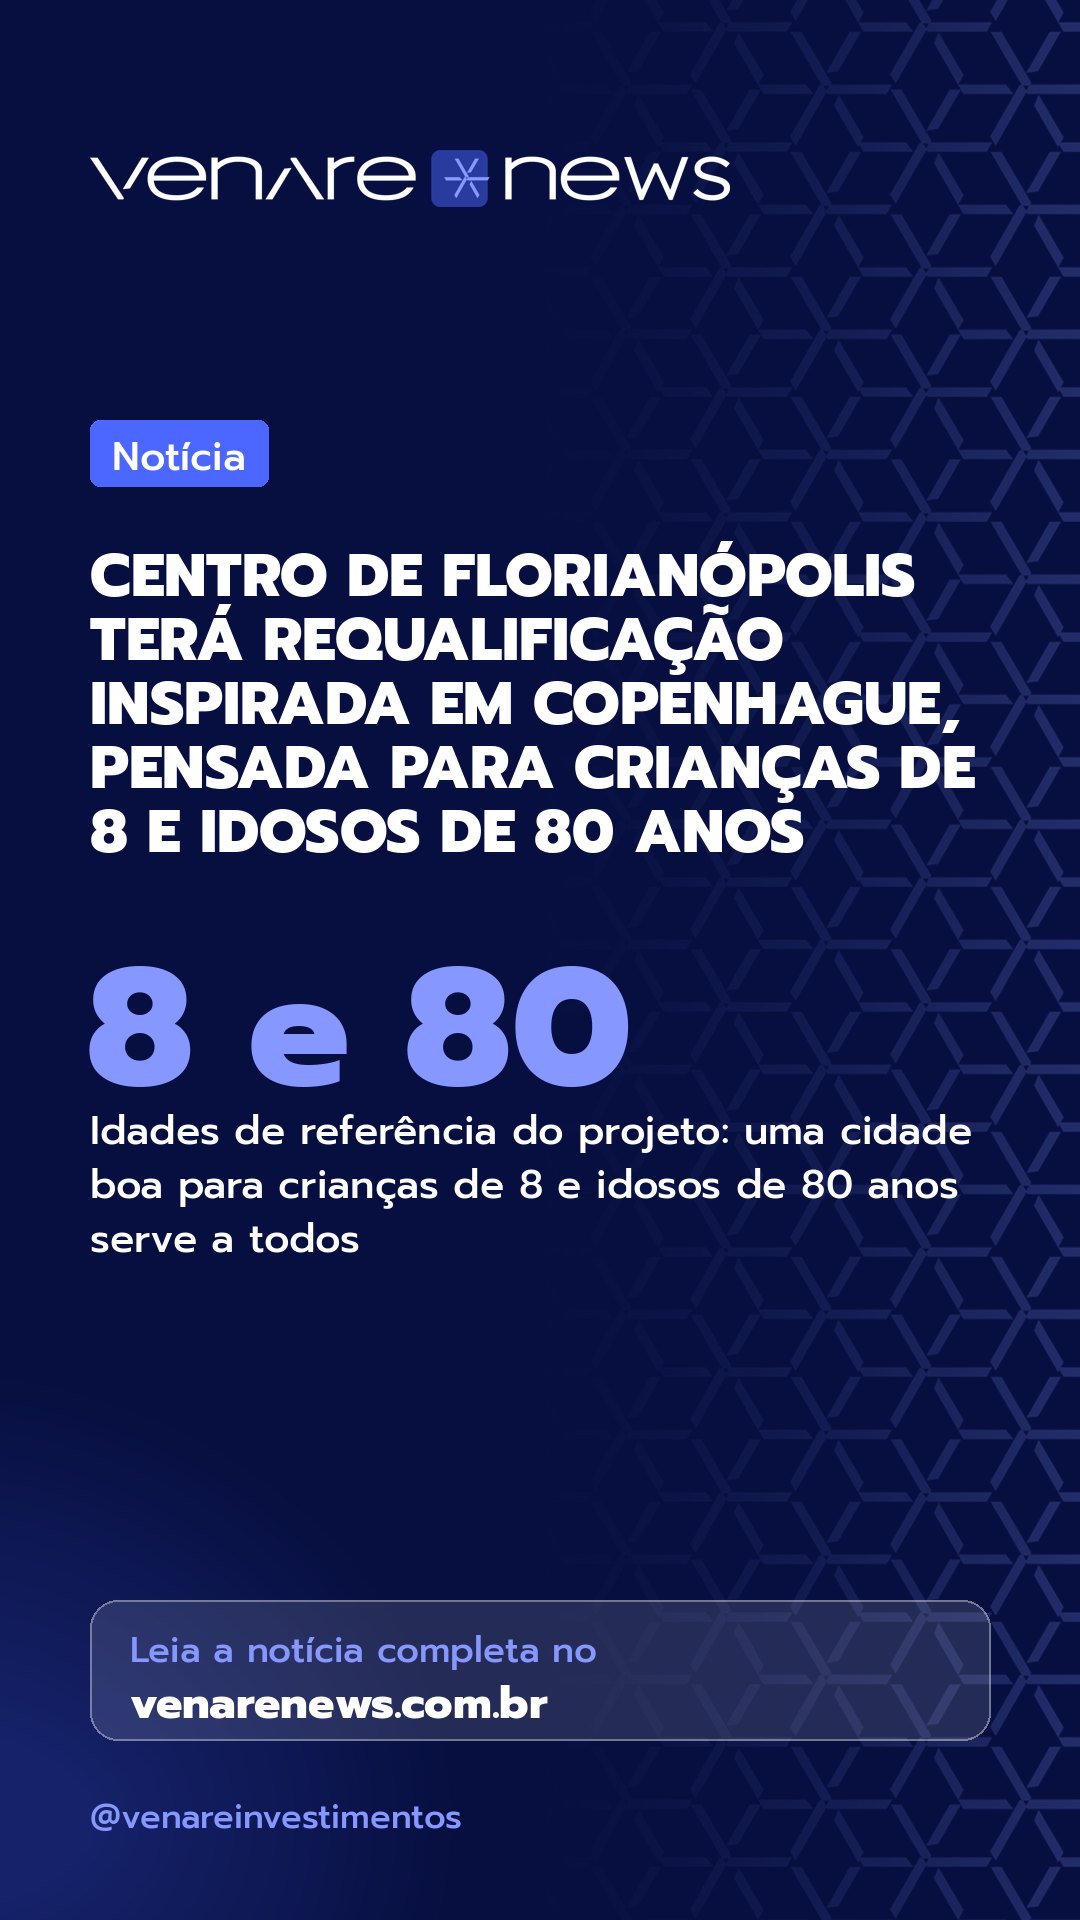 venare news
Notícia
CENTRO DE FLORIANÓPOLIS
TERÁ REQUALIFICAÇÃO
INSPIRADA EM COPENHAGUE,
PENSADA PARA CRIANÇAS DE
8 E IDOSOS DE 80 ANOS
8 e 80
Idades de referência do projeto: uma cidade
boa para crianças de 8 e idosos de 80 anos
serve a todos
Leia a notícia completa no
venarenews.com.br
@venareinvestimentos